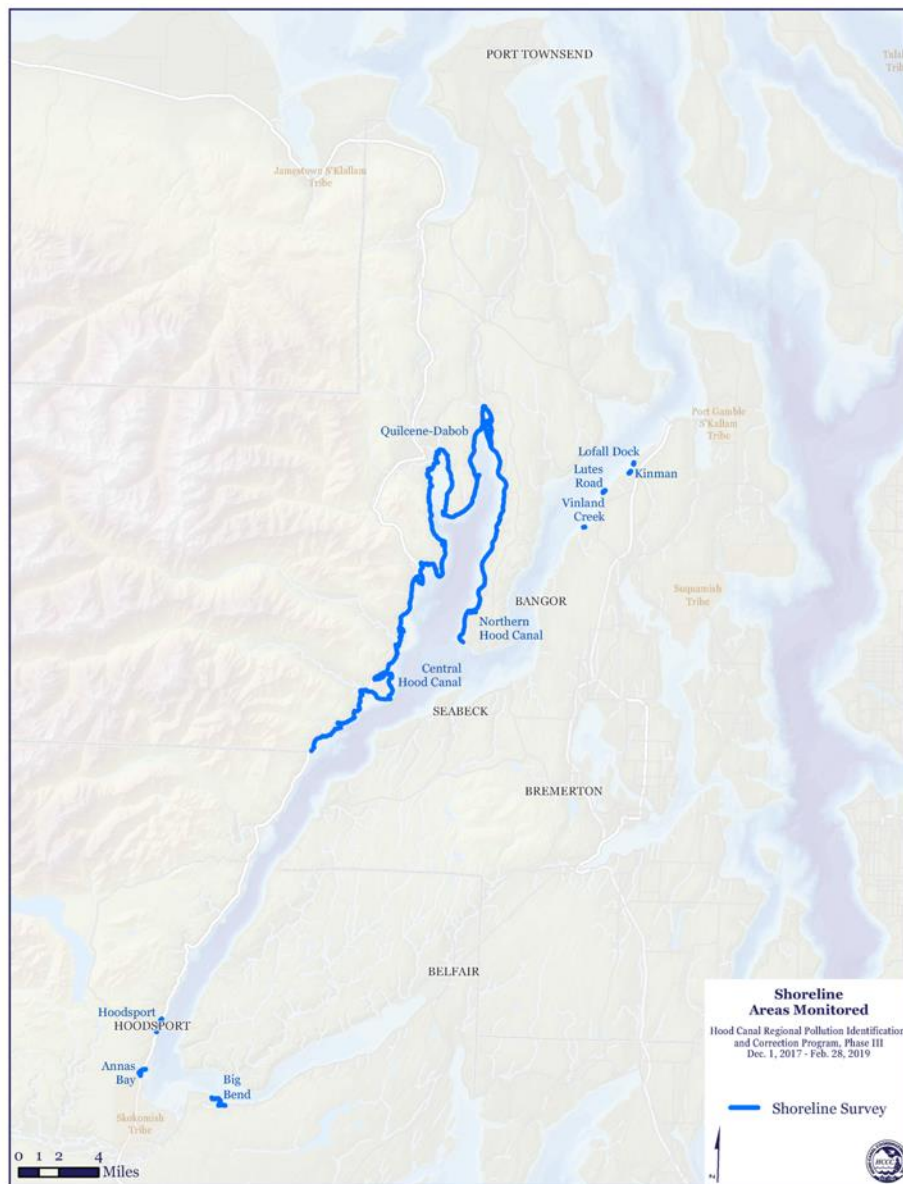 PORT TOWNSEND
Jamestown S'Klallam
Tribe
Quilcene-Dabob
Port Gamble
S'Kallam
Tribe
Lofall Dock
Kinman
Lutes
Road
Vinland
Creek
Suquamish
Tribe
BANGOR
Northern
Hood Canal
Central
Hood Canal
SEABECK
BREMERTON
BELFAIR
Hoodsport
HOODSPORT
Annas
Bay
Big
Bend
Skokomish
Tribe
Shoreline
Areas Monitored
Hood Canal Regional Pollution Identification
and Correction Program, Phase III
Dec. 1, 2017 - Feb. 28, 2019
Shoreline Survey
0 1 2 4
Miles
HCCC